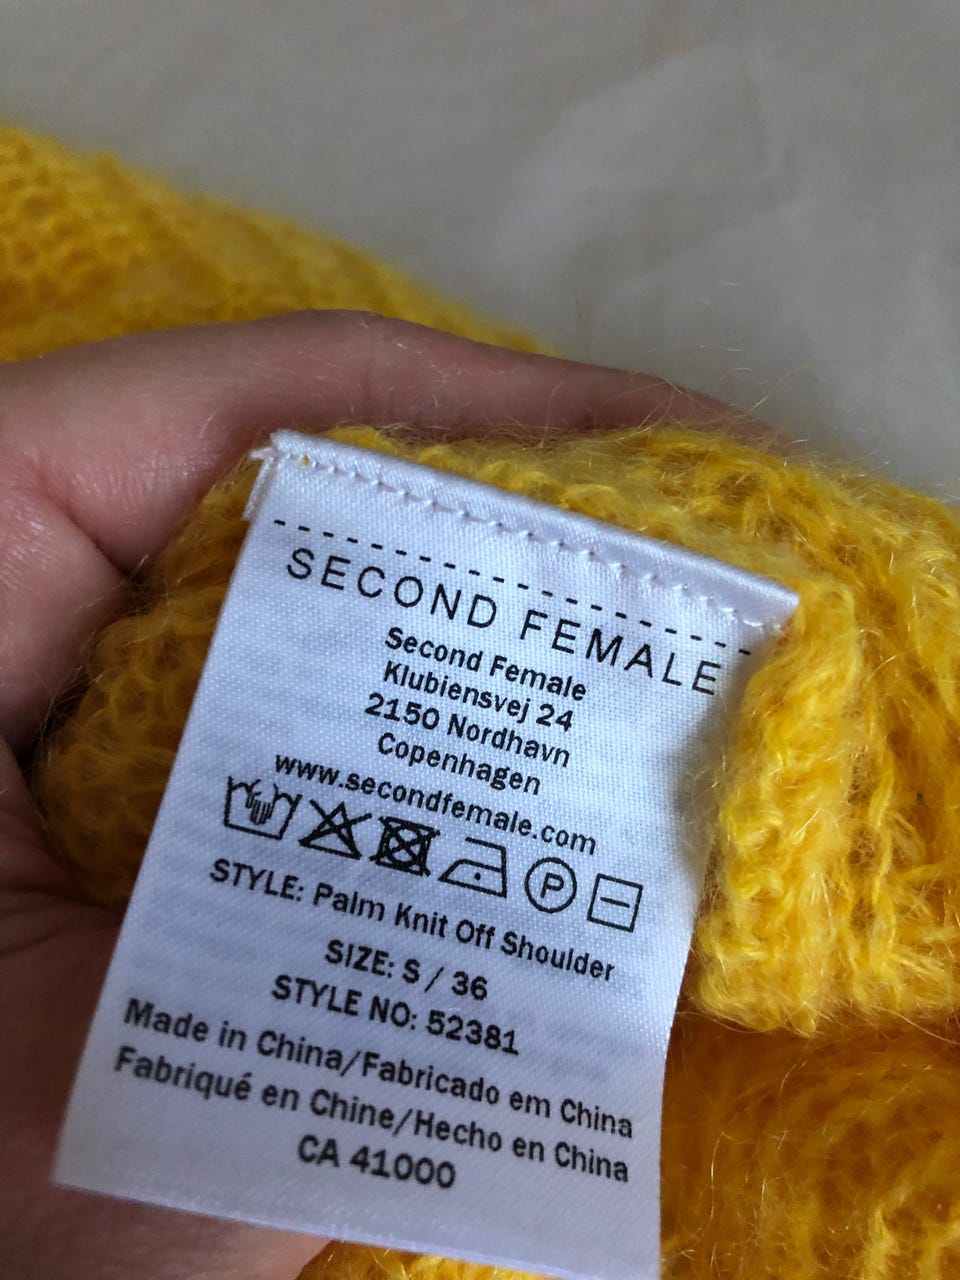 SECOND FEMALE
Second Female
Klubiensvej 24
2150 Nordhavn
Copenhagen
www.secondfemale.com
P
STYLE: Palm Knit Off Shoulder
SIZE: S / 36
STYLE NO: 52381
Made in China/Fabricado em China
Fabriqué en Chine/Hecho en China
CA 41000